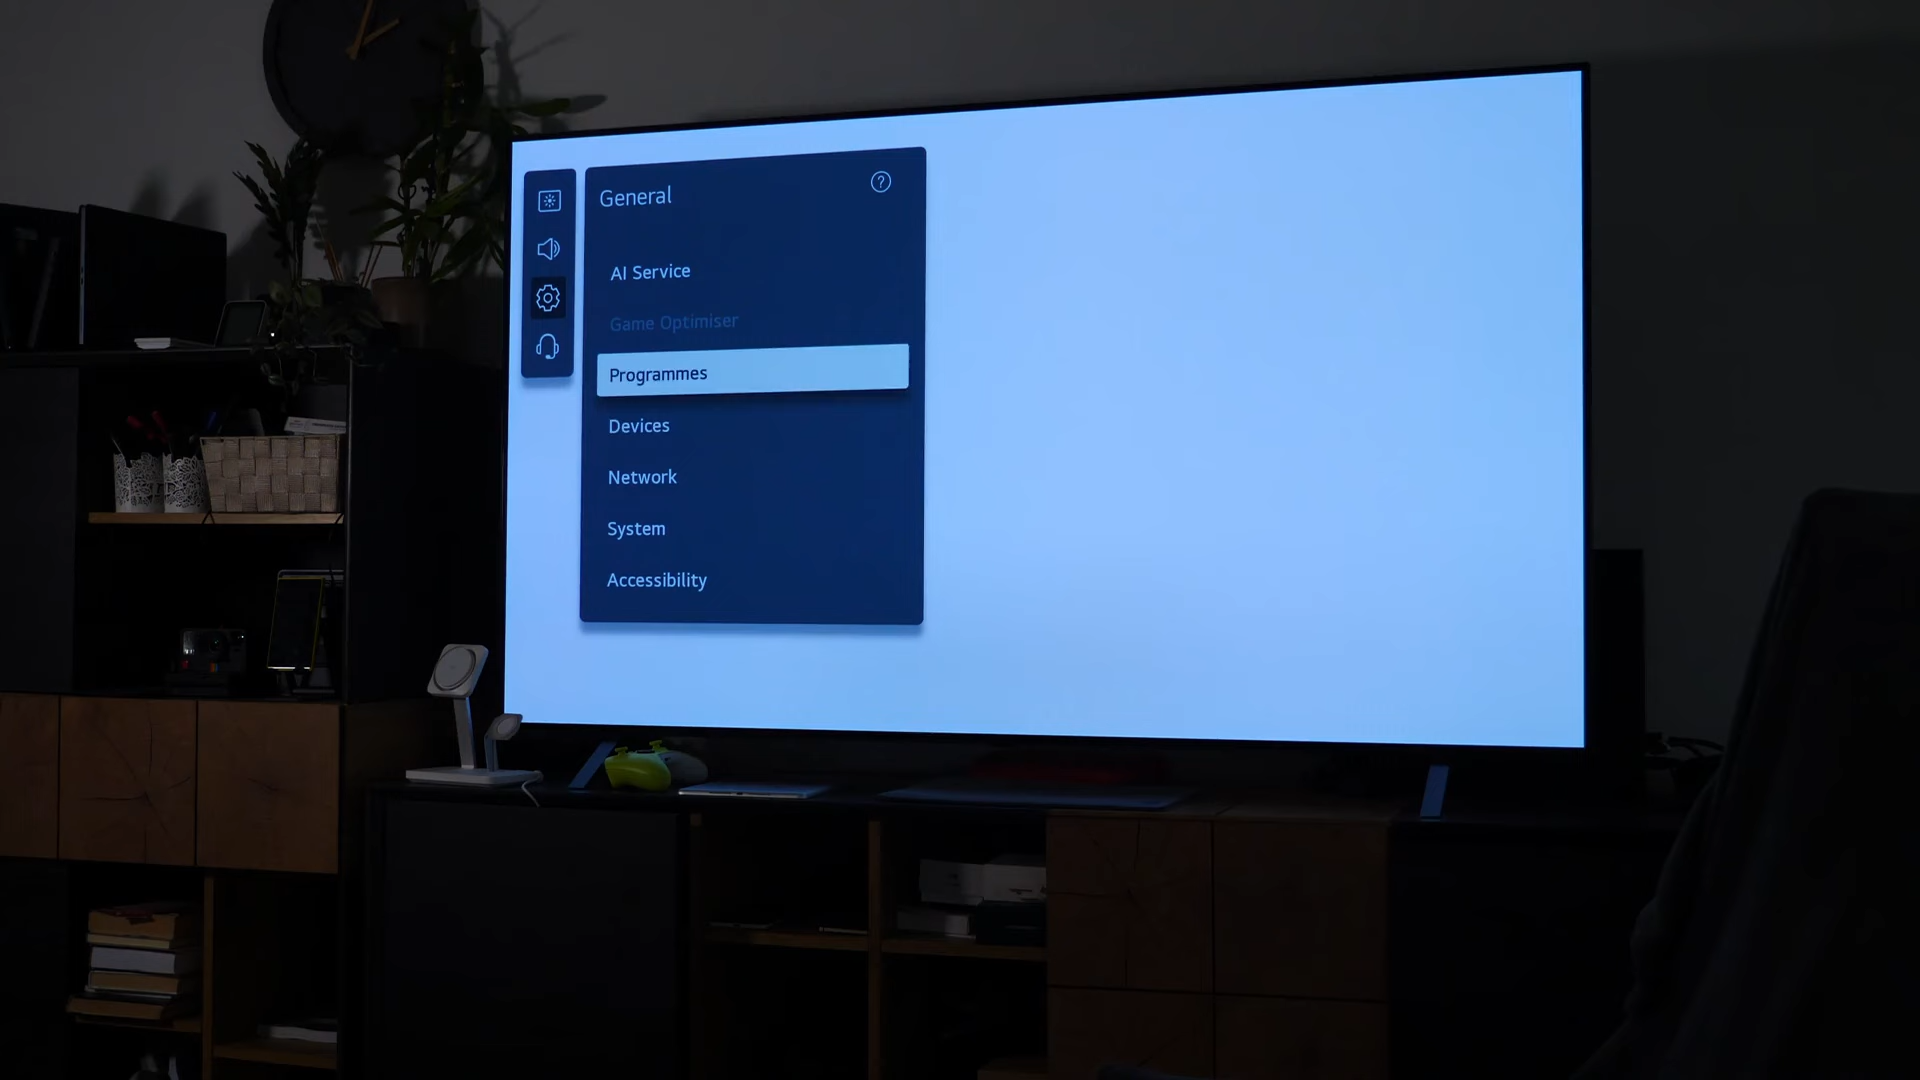 General
?
AI Service
Game Optimiser
Programmes
Devices
Network
System
Accessibility